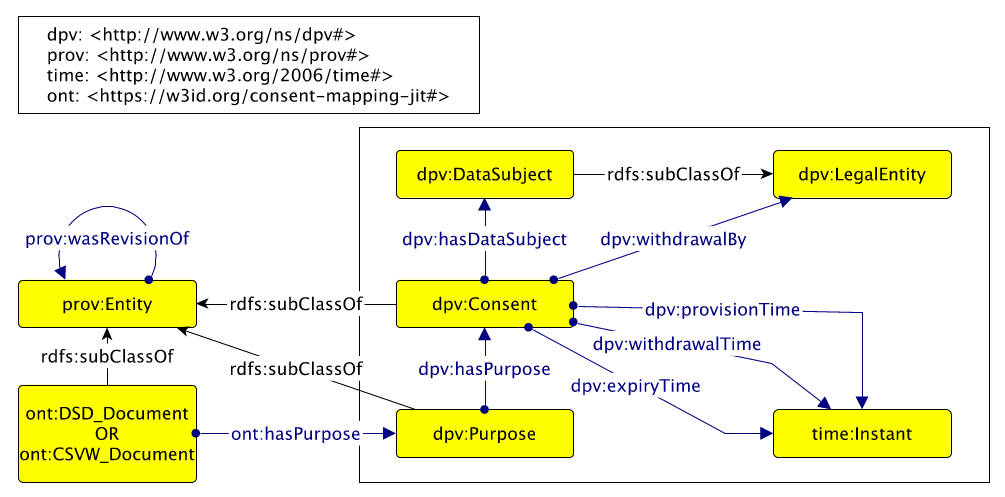 dpv: <http://www.w3.org/ns/dpv#>
prov: <http://www.w3.org/ns/prov#>
time: <http://www.w3.org/2006/time#>
ont: <https://w3id.org/consent-mapping-jit#>
dpv:DataSubject
rdfs:subClassOf
dpv:LegalEntity
prov:wasRevisionOf
dpv:hasDataSubject
dpv:withdrawalBy
prov:Entity
rdfs:subClassOf
dpv:Consent
dpv:provisionTime
dpv:withdrawalTime
rdfs:subClassOf
rdfs:subClassOf
dpv:hasPurpose
dpv:expiryTime
ont:DSD_Document
OR
ont:CSVW_Document
ont:hasPurpose
dpv:Purpose
time:Instant